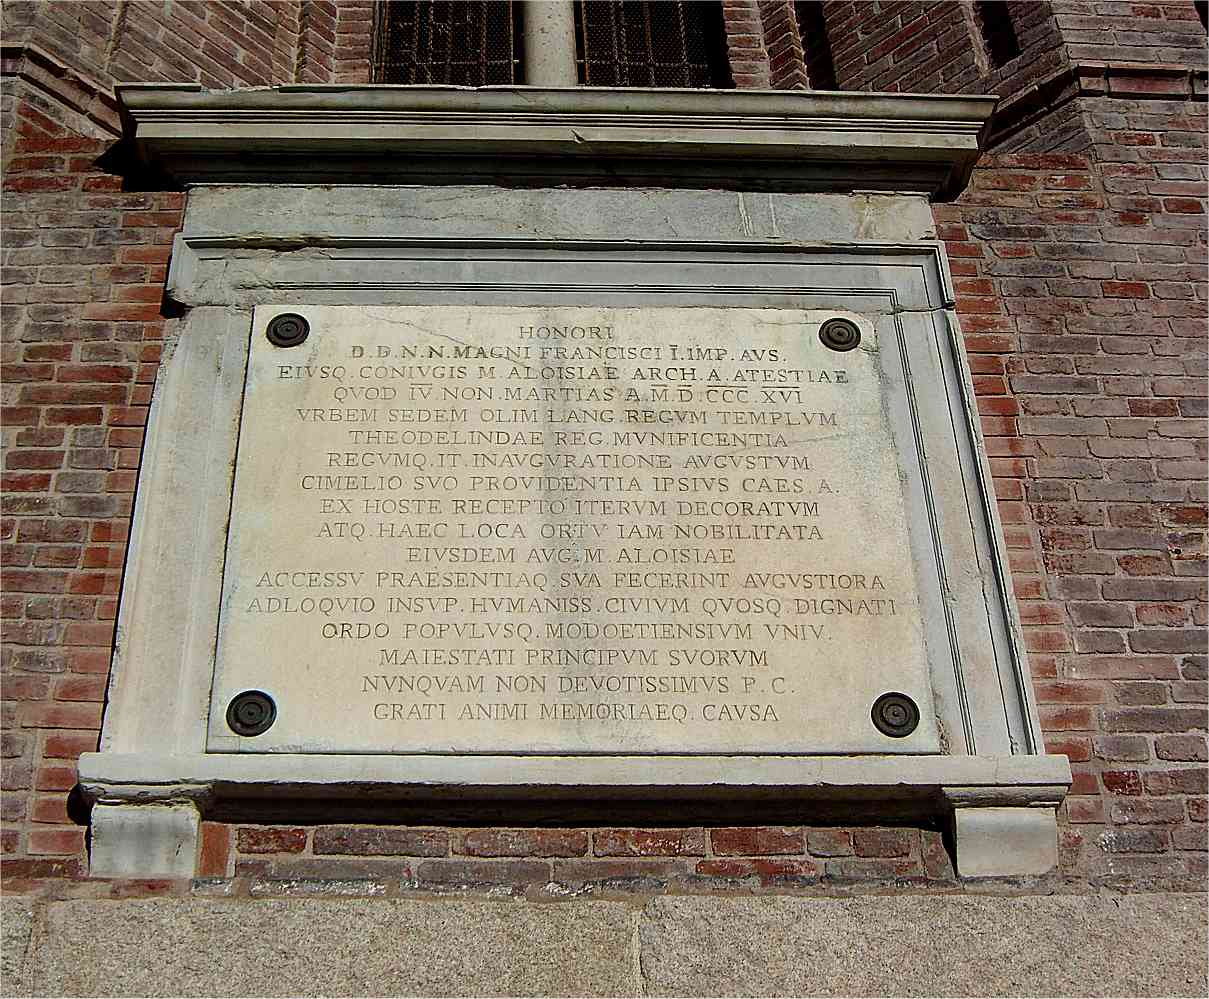 HONORI
D.D.N.N.MAGNI FRANCISCI I.IMP.AVS.
EIVSQ.CONIVGIS M.ALOISIAE ARCH.A.ATESTIAE
QVOD IV NON.MARTIAS A.M.D.CCC.XVI
VRBEM SEDEM OLIM LANG.REGVM TEMPLVM
THEODELINDAE REG.MVNIFICENTIA
REGVMQ.IT.INAVGVRATIONE AVGVSTVM
CIMELIO SVO PROVIDENTIA IPSIVS CAES.A.
EX HOSTE RECEPTO ITERVM DECORATVM
ATQ.HAEC LOCA ORTV IAM NOBILITATA
EIVSDEM AVG.M.ALOISIAE
ACCESSV PRAESENTIAQ.SVA FECERINT AVGVSTIORA
ADLOQVIO INSVP.HVMANISS.CIVIVM QVOSQ.DIGNATI
ORDO POPVLVSQ.MODOETIENSIVM VNIV.
MAIESTATI PRINCIPVM SVORVM
NVNQVAM NON DEVOTISSIMVS P.C.
GRATI ANIMI MEMORIAEQ.CAVSA